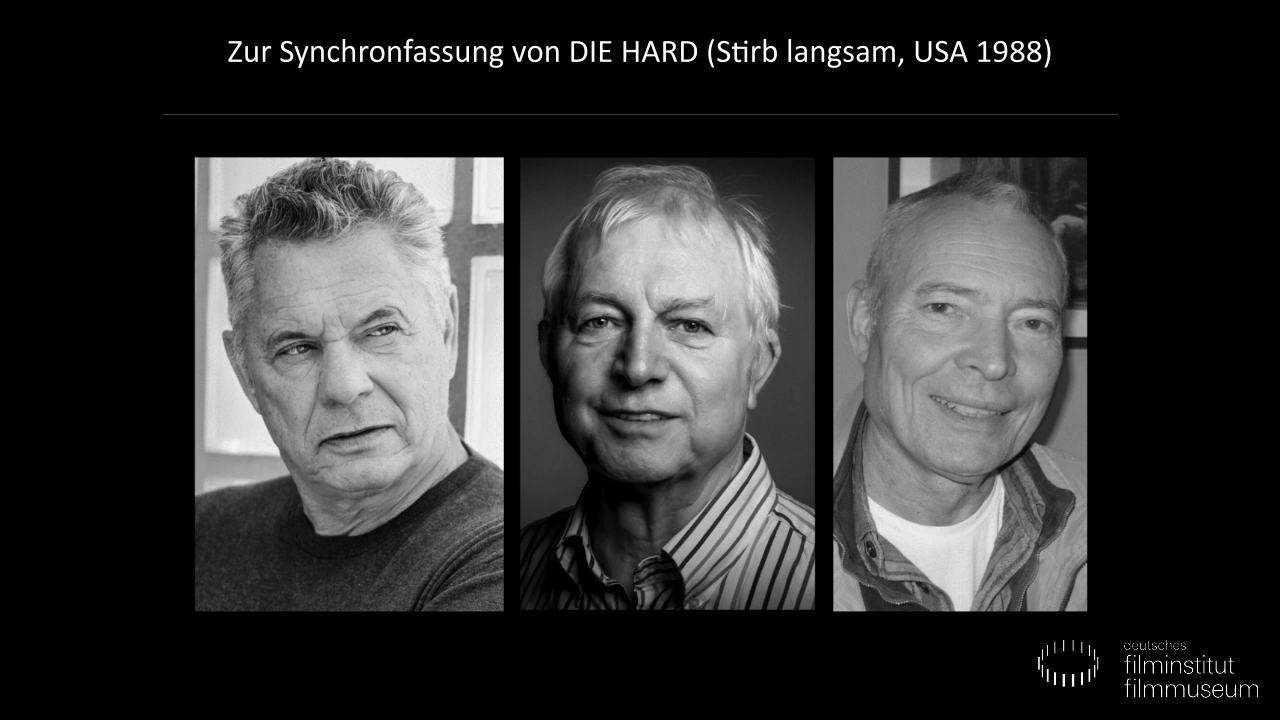 Zur Synchronfassung von DIE HARD (Stirb langsam, USA 1988)
deutsches
filminstitut
filmmuseum